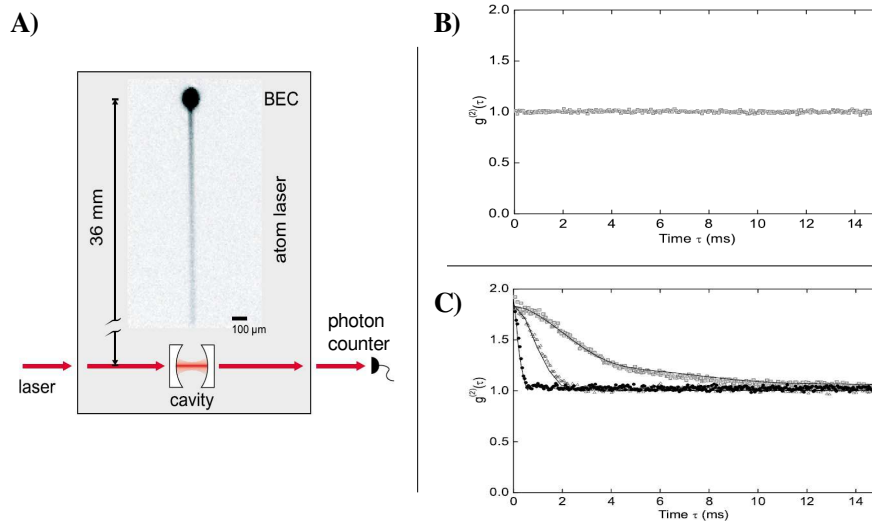 A)
BEC
36 mm
atom laser
100 µm
photon
counter
laser
cavity
B)
2.0
1.5
1.0
0.5
0.0
g⁽²⁾(τ)
0 2 4 6 8 10 12 14
Time τ (ms)
C)
2.0
1.5
1.0
0.5
0.0
g⁽²⁾(τ)
0 2 4 6 8 10 12 14
Time τ (ms)